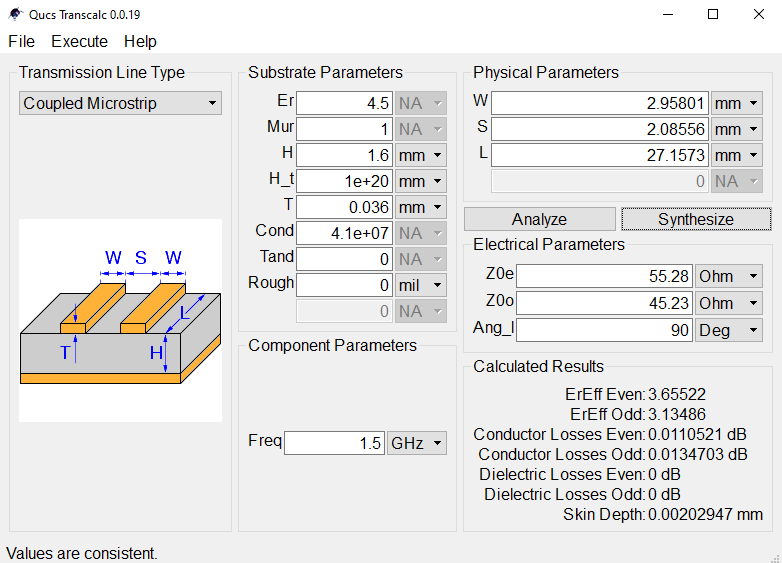 Qucs Transcalc 0.0.19
File Execute Help
Transmission Line Type
Coupled Microstrip
W S W
L
T H
Substrate Parameters
Er 4.5 NA
Mur 1 NA
H 1.6 mm
H_t 1e+20 mm
T 0.036 mm
Cond 4.1e+07 NA
Tand 0 NA
Rough 0 mil
0 NA
Component Parameters
Freq 1.5 GHz
Physical Parameters
W 2.95801 mm
S 2.08556 mm
L 27.1573 mm
0 NA
Analyze Synthesize
Electrical Parameters
Z0e 55.28 Ohm
Z0o 45.23 Ohm
Ang_l 90 Deg
Calculated Results
ErEff Even: 3.65522
ErEff Odd: 3.13486
Conductor Losses Even: 0.0110521 dB
Conductor Losses Odd: 0.0134703 dB
Dielectric Losses Even: 0 dB
Dielectric Losses Odd: 0 dB
Skin Depth: 0.00202947 mm
Values are consistent.